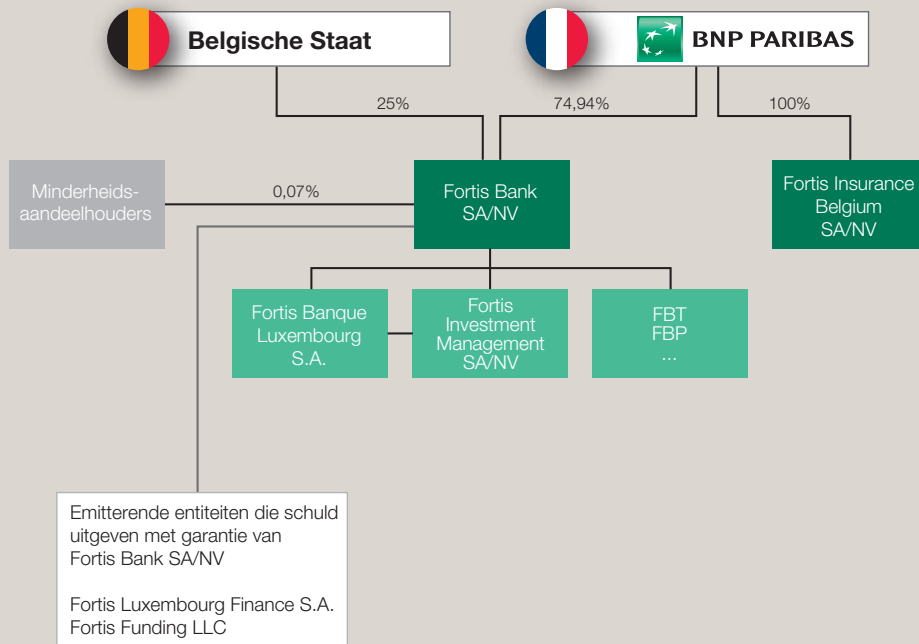 Belgische Staat
BNP PARIBAS
25%
74,94%
100%
Minderheids-
aandeelhouders
0,07%
Fortis Bank
SA/NV
Fortis Insurance
Belgium
SA/NV
Fortis Banque
Luxembourg
S.A.
Fortis
Investment
Management
SA/NV
FBT
FBP
...
Emitterende entiteiten die schuld
uitgeven met garantie van
Fortis Bank SA/NV
Fortis Luxembourg Finance S.A.
Fortis Funding LLC